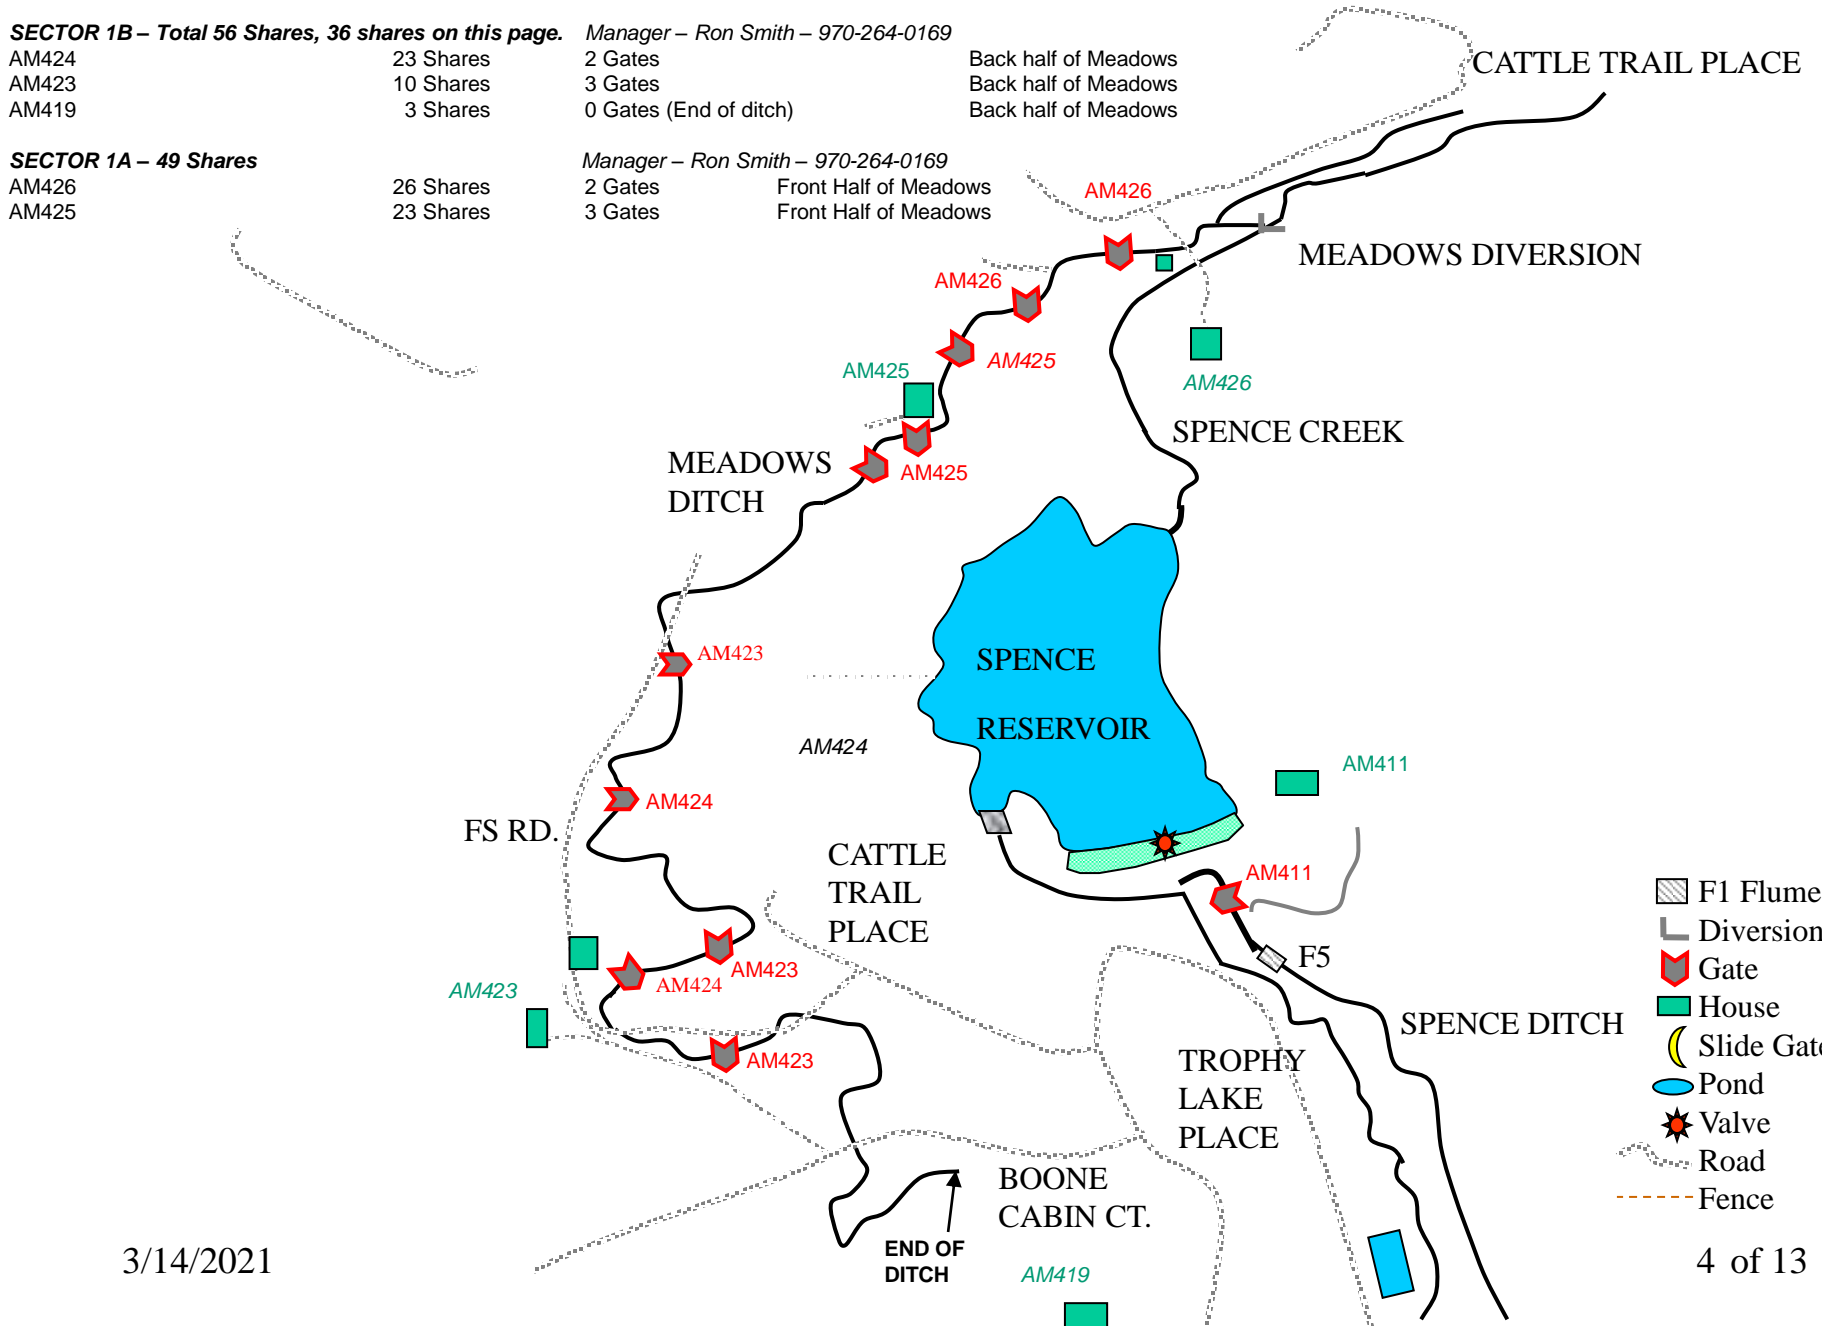 SECTOR 1B – Total 56 Shares, 36 shares on this page. Manager – Ron Smith – 970-264-0169
AM424 23 Shares 2 Gates Back half of Meadows
AM423 10 Shares 3 Gates Back half of Meadows
AM419 3 Shares 0 Gates (End of ditch) Back half of Meadows
SECTOR 1A – 49 Shares Manager – Ron Smith – 970-264-0169
AM426 26 Shares 2 Gates Front Half of Meadows
AM425 23 Shares 3 Gates Front Half of Meadows
CATTLE TRAIL PLACE
AM426
MEADOWS DIVERSION
AM426
AM425
AM425
AM426
SPENCE CREEK
MEADOWS
DITCH
AM425
AM423
SPENCE
RESERVOIR
AM424
AM411
AM424
FS RD.
CATTLE
TRAIL
PLACE
AM411
F1 Flume
Diversion
Gate
House
Slide Gate
Pond
Valve
Road
Fence
F5
AM423
AM424
AM423
SPENCE DITCH
AM423
TROPHY
LAKE
PLACE
BOONE
CABIN CT.
END OF
DITCH
AM419
3/14/2021
4 of 13